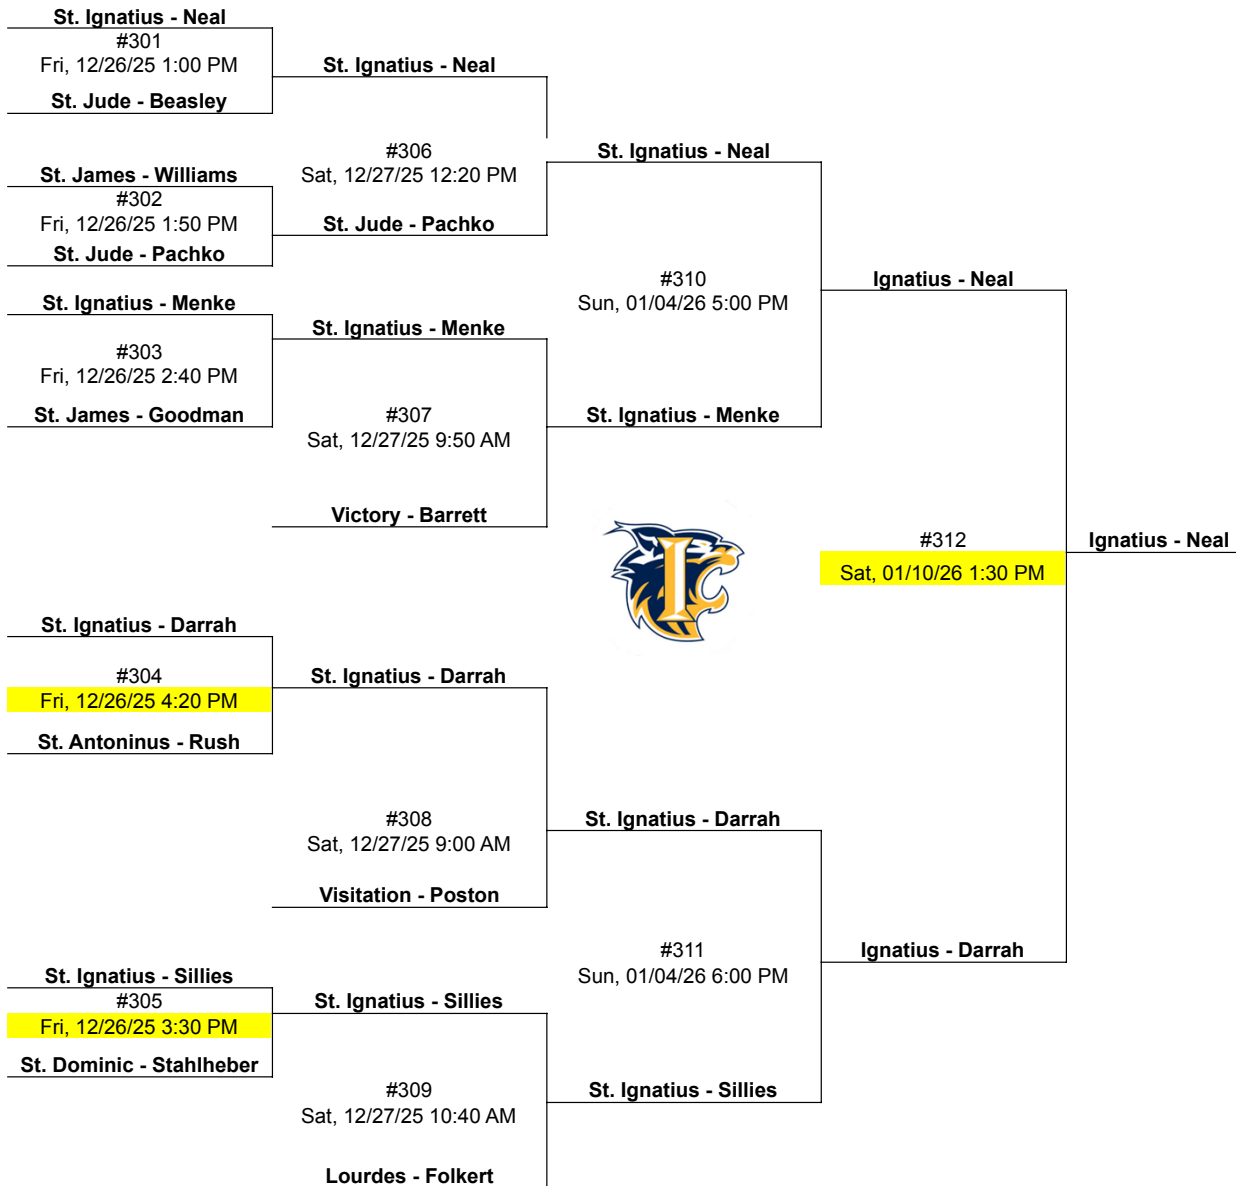 St. Ignatius - Neal
#301
Fri, 12/26/25 1:00 PM
St. Ignatius - Neal
St. Jude - Beasley
#306
St. Ignatius - Neal
St. James - Williams
Sat, 12/27/25 12:20 PM
#302
Fri, 12/26/25 1:50 PM
St. Jude - Pachko
St. Jude - Pachko
#310
Ignatius - Neal
St. Ignatius - Menke
Sun, 01/04/26 5:00 PM
St. Ignatius - Menke
#303
Fri, 12/26/25 2:40 PM
St. James - Goodman
#307
St. Ignatius - Menke
Sat, 12/27/25 9:50 AM
Victory - Barrett
#312
Ignatius - Neal
Sat, 01/10/26 1:30 PM
IC
St. Ignatius - Darrah
#304
St. Ignatius - Darrah
Fri, 12/26/25 4:20 PM
St. Antoninus - Rush
#308
St. Ignatius - Darrah
Sat, 12/27/25 9:00 AM
Visitation - Poston
#311
Ignatius - Darrah
St. Ignatius - Sillies
Sun, 01/04/26 6:00 PM
#305
St. Ignatius - Sillies
Fri, 12/26/25 3:30 PM
St. Dominic - Stahlheber
#309
St. Ignatius - Sillies
Sat, 12/27/25 10:40 AM
Lourdes - Folkert